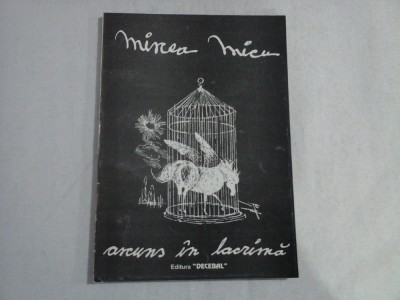 mircea micu
ascuns în lacrimă
Editura "DECEBAL"